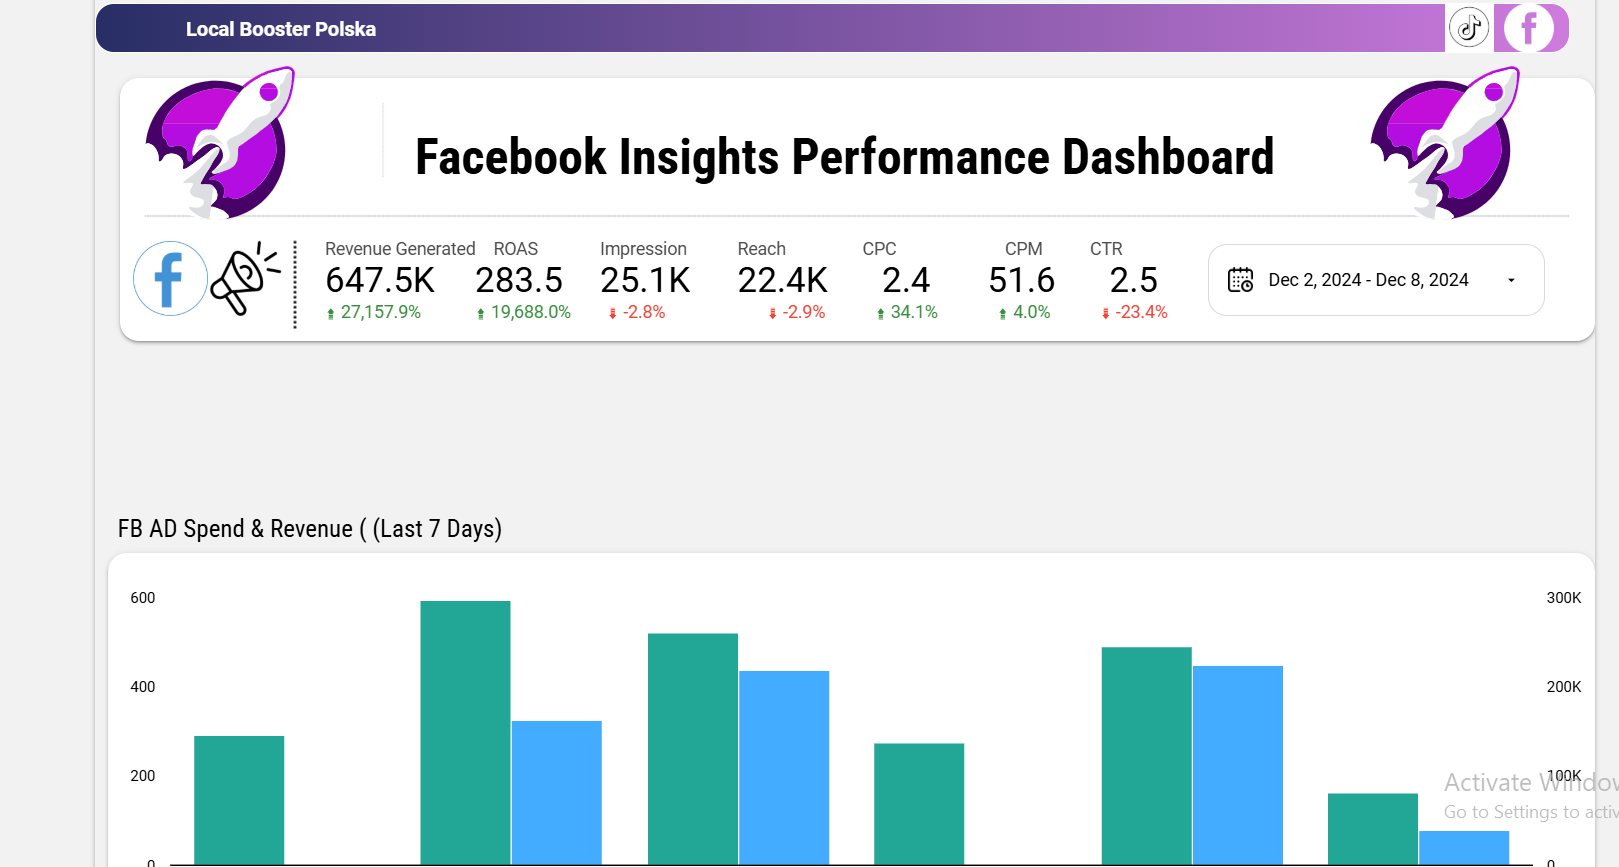 Local Booster Polska
Facebook Insights Performance Dashboard
Revenue Generated ROAS Impression Reach CPC CPM CTR
647.5K 283.5 25.1K 22.4K 2.4 51.6 2.5
27,157.9% 19,688.0% -2.8% -2.9% 34.1% 4.0% -23.4%
Dec 2, 2024 - Dec 8, 2024
FB AD Spend & Revenue ( (Last 7 Days)
600 300K
400 200K
200 100K
0 0
Activate Window
Go to Settings to activ